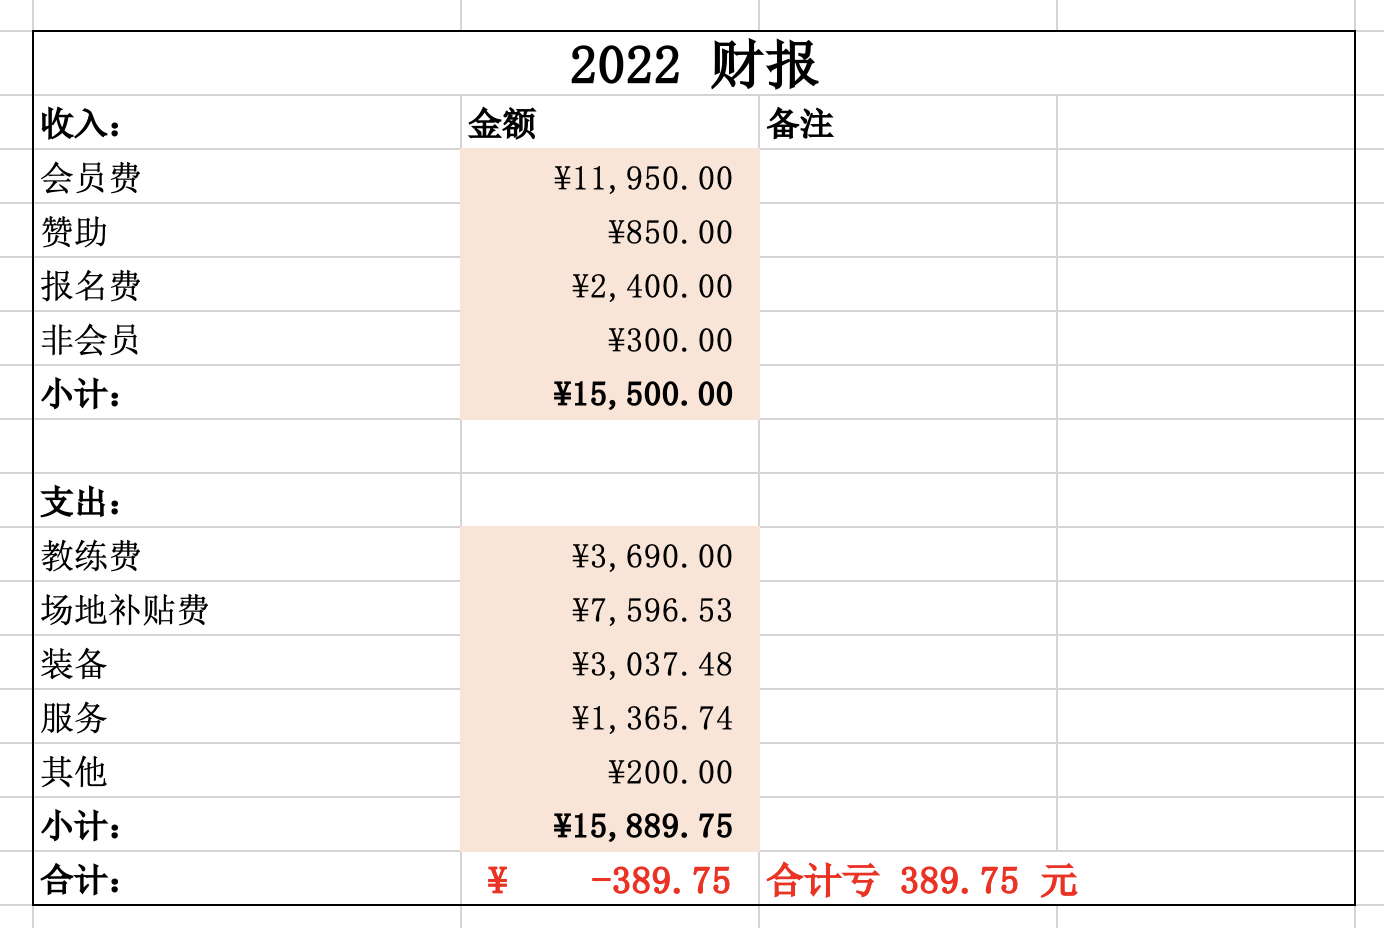 2022 财报
收入： 金额 备注
会员费 ¥11,950.00
赞助 ¥850.00
报名费 ¥2,400.00
非会员 ¥300.00
小计： ¥15,500.00
支出：
教练费 ¥3,690.00
场地补贴费 ¥7,596.53
装备 ¥3,037.48
服务 ¥1,365.74
其他 ¥200.00
小计： ¥15,889.75
合计： ¥ -389.75 合计亏 389.75 元